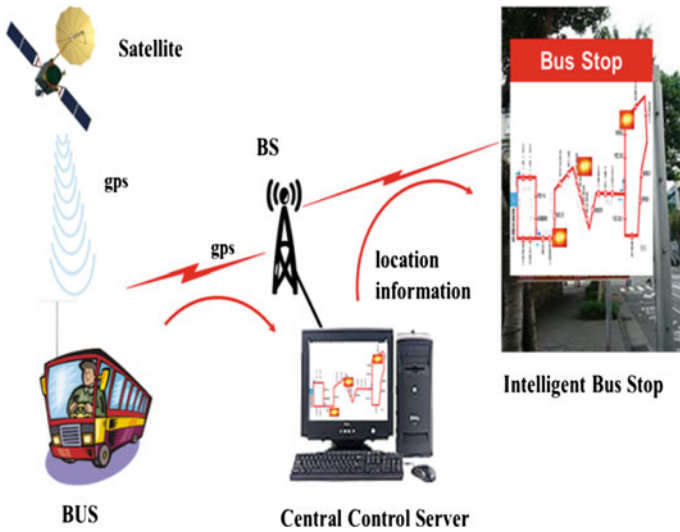 Satellite
Bus Stop
BS
gps
gps
location
information
Intelligent Bus Stop
BUS
Central Control Server